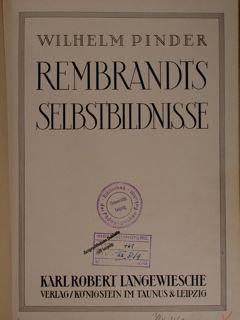 WILHELM PINDER
REMBRANDTS
SELBSTBILDNISSE
KARL ROBERT LANGEWIESCHE
VERLAG/KÖNIGSTEIN IM TAUNUS & LEIPZIG